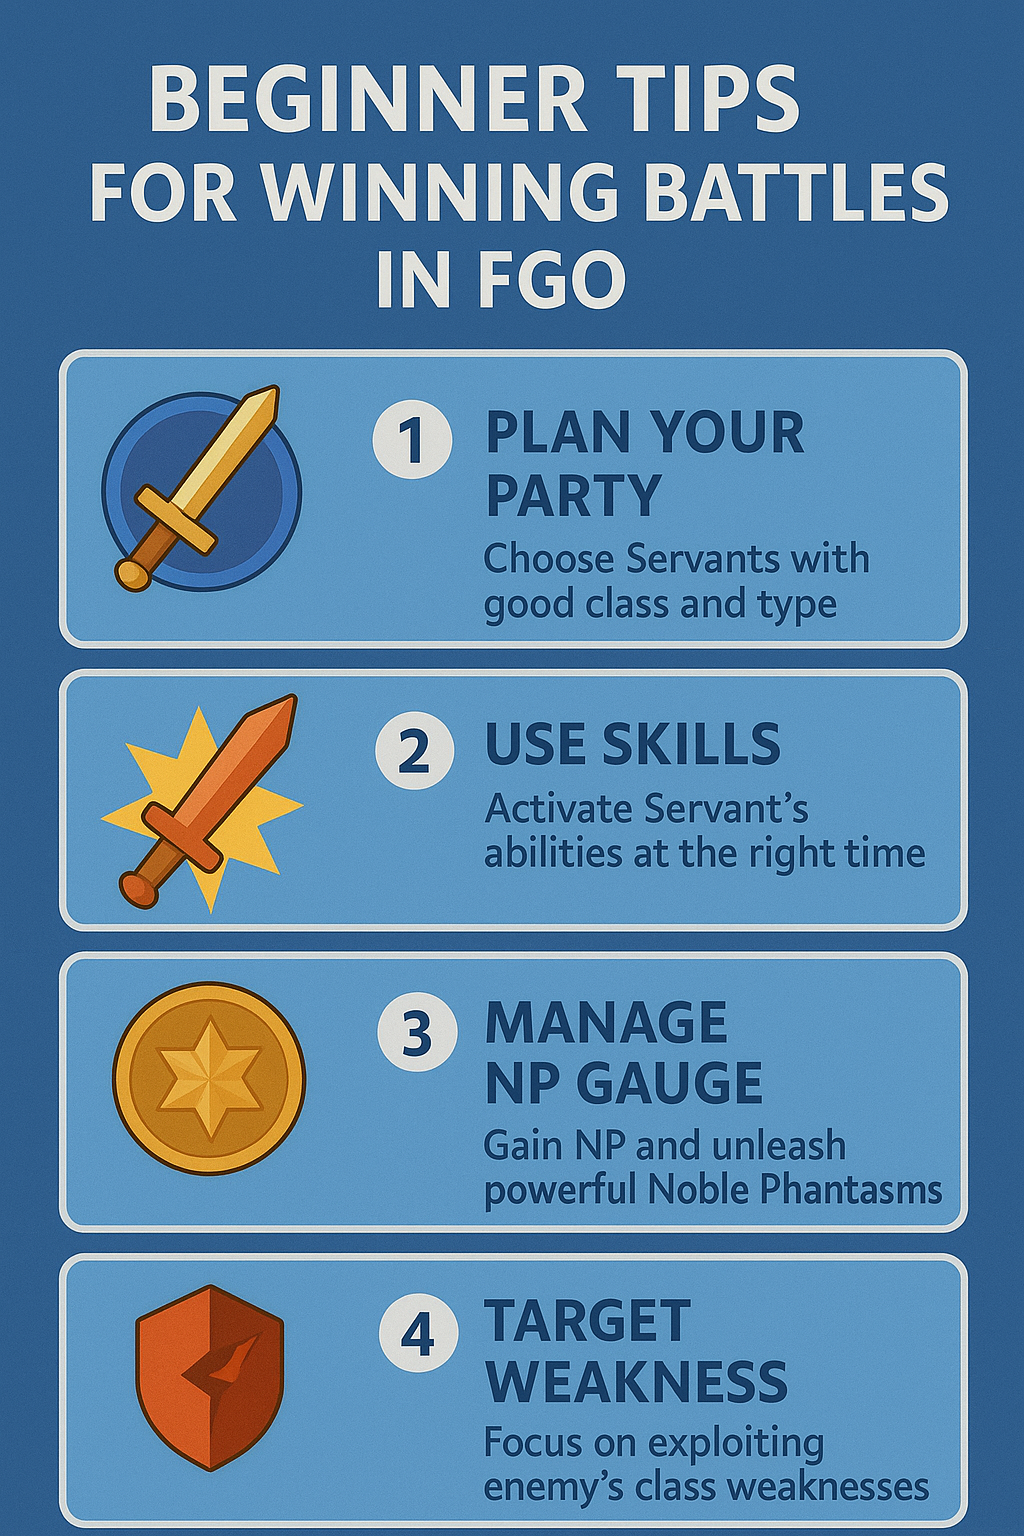 BEGINNER TIPS
FOR WINNING BATTLES
IN FGO
1
PLAN YOUR
PARTY
Choose Servants with
good class and type
2
USE SKILLS
Activate Servant’s
abilities at the right time
3
MANAGE
NP GAUGE
Gain NP and unleash
powerful Noble Phantasms
4
TARGET
WEAKNESS
Focus on exploiting
enemy’s class weaknesses